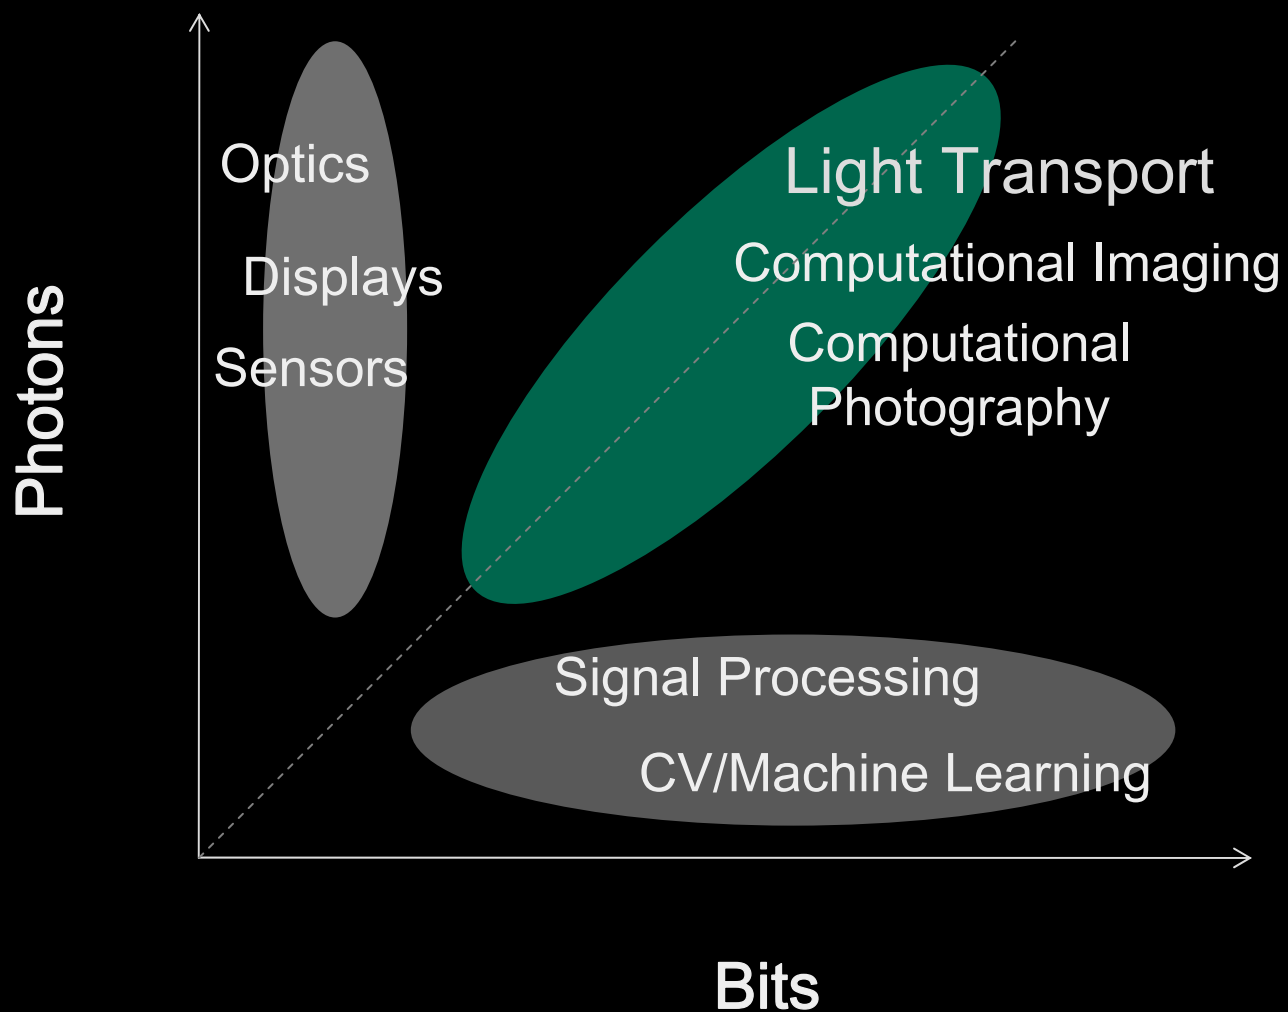 Photons
Optics
Displays
Sensors
Light Transport
Computational Imaging
Computational
Photography
Signal Processing
CV/Machine Learning
Bits